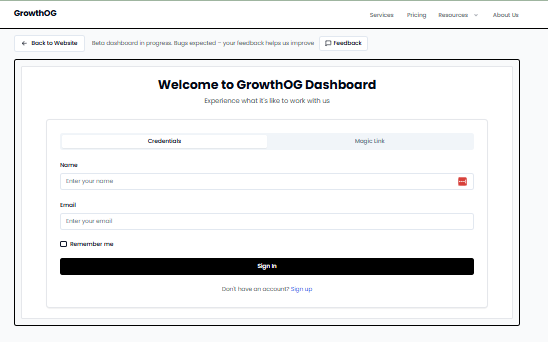 GrowthOG
Services Pricing Resources About Us
Back to Website Beta dashboard in progress. Bugs expected – your feedback helps us improve Feedback
Welcome to GrowthOG Dashboard
Experience what it's like to work with us
Credentials Magic Link
Name
Enter your name
Email
Enter your email
Remember me
Sign In
Don't have an account? Sign up